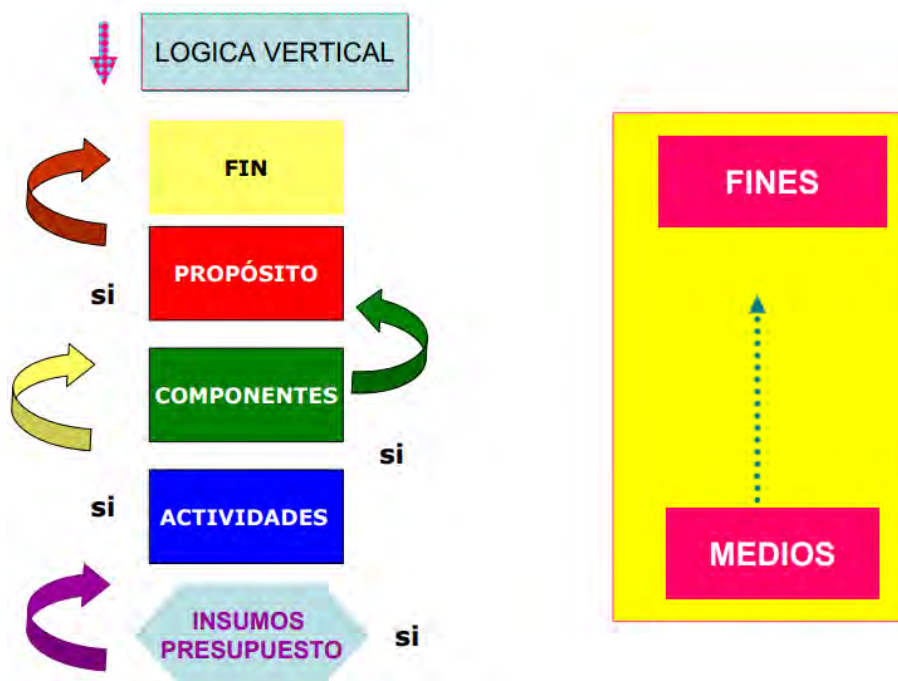 LOGICA VERTICAL
FIN
PROPÓSITO
si
COMPONENTES
si
si
ACTIVIDADES
INSUMOS
PRESUPUESTO
si
FINES
MEDIOS